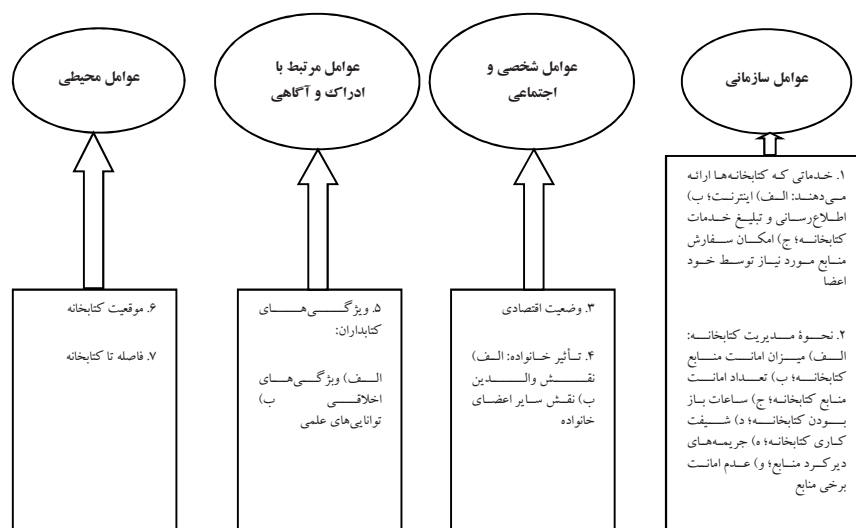 عوامل سازمانی
عوامل شخصی و
اجتماعی
عوامل مرتبط با
ادراک و آگاهی
عوامل محیطی
۱. خدماتی که کتابخانه‌ها ارائه
می‌دهند: الف) اینترنت؛ ب)
اطلاع‌رسانی و تبلیغ خدمات
کتابخانه؛ ج) امکان سفارش
منابع مورد نیاز توسط خود
اعضا
۲. نحوۀ مدیریت کتابخانه:
الف) میزان امانت منابع
کتابخانه؛ ب) تعداد امانت
منابع کتابخانه؛ ج) ساعات باز
بودن کتابخانه؛ د) شیفت
کاری کتابخانه؛ ه) جریمه‌های
دیرکرد منابع؛ و) عدم امانت
برخی منابع
۳. وضعیت اقتصادی
۴. تأثیر خانواده: الف)
نقش والدین
ب) نقش سایر اعضای
خانواده
۵. ویژگی‌های
کتابداران:
الف) ویژگی‌های
اخلاقی ب)
توانایی‌های علمی
۶. موقعیت کتابخانه
۷. فاصله تا کتابخانه